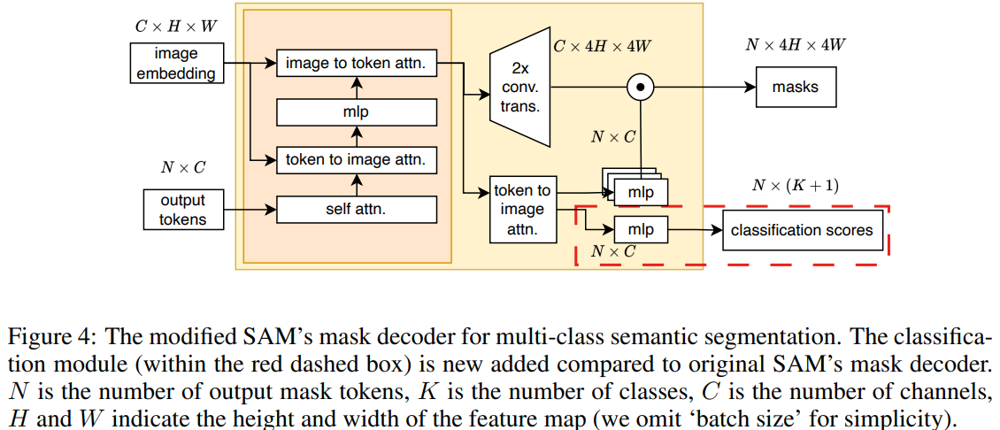 C × H × W
image
embedding
image to token attn.
mlp
token to image attn.
self attn.
N × C
output
tokens
2x
conv.
trans.
C × 4H × 4W
N × 4H × 4W
masks
N × C
token to
image
attn.
mlp
mlp
N × C
N × (K + 1)
classification scores
Figure 4: The modified SAM's mask decoder for multi-class semantic segmentation. The classifica-
tion module (within the red dashed box) is new added compared to original SAM's mask decoder.
N is the number of output mask tokens, K is the number of classes, C is the number of channels,
H and W indicate the height and width of the feature map (we omit ‘batch size’ for simplicity).